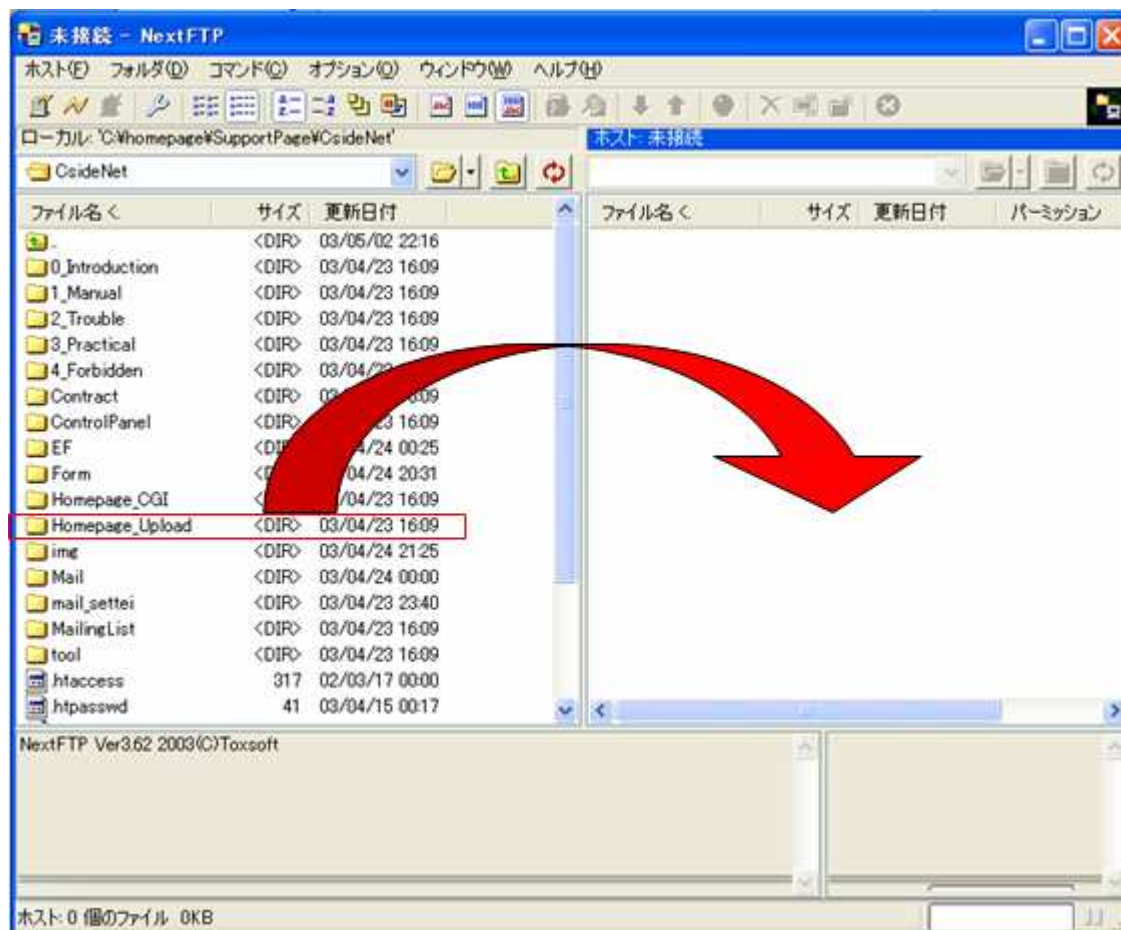 未接続 - NextFTP
ホスト(F) フォルダ(D) コマンド(C) オプション(O) ウィンドウ(W) ヘルプ(H)
ローカル: 'C:¥homepage¥SupportPage¥CsideNet'
ホスト: 未接続
CsideNet
ファイル名 < サイズ 更新日付
ファイル名 < サイズ 更新日付 パーミッション
. <DIR> 03/05/02 22:16
0_Introduction <DIR> 03/04/23 16:09
1_Manual <DIR> 03/04/23 16:09
2_Trouble <DIR> 03/04/23 16:09
3_Practical <DIR> 03/04/23 16:09
4_Forbidden <DIR>
Contract <DIR>
ControlPanel <DIR> 16:09
EF 00:25
Form 20:31
Homepage_CGI 16:09
Homepage_Upload <DIR> 03/04/23 16:09
img <DIR> 03/04/24 21:25
Mail <DIR> 03/04/24 00:00
mail_settei <DIR> 03/04/23 23:40
MailingList <DIR> 03/04/23 16:09
tool <DIR> 03/04/23 16:09
.htaccess 317 02/03/17 00:00
.htpasswd 41 03/04/15 00:17
NextFTP Ver3.62 2003(C)Toxsoft
ホスト: 0 個のファイル 0KB